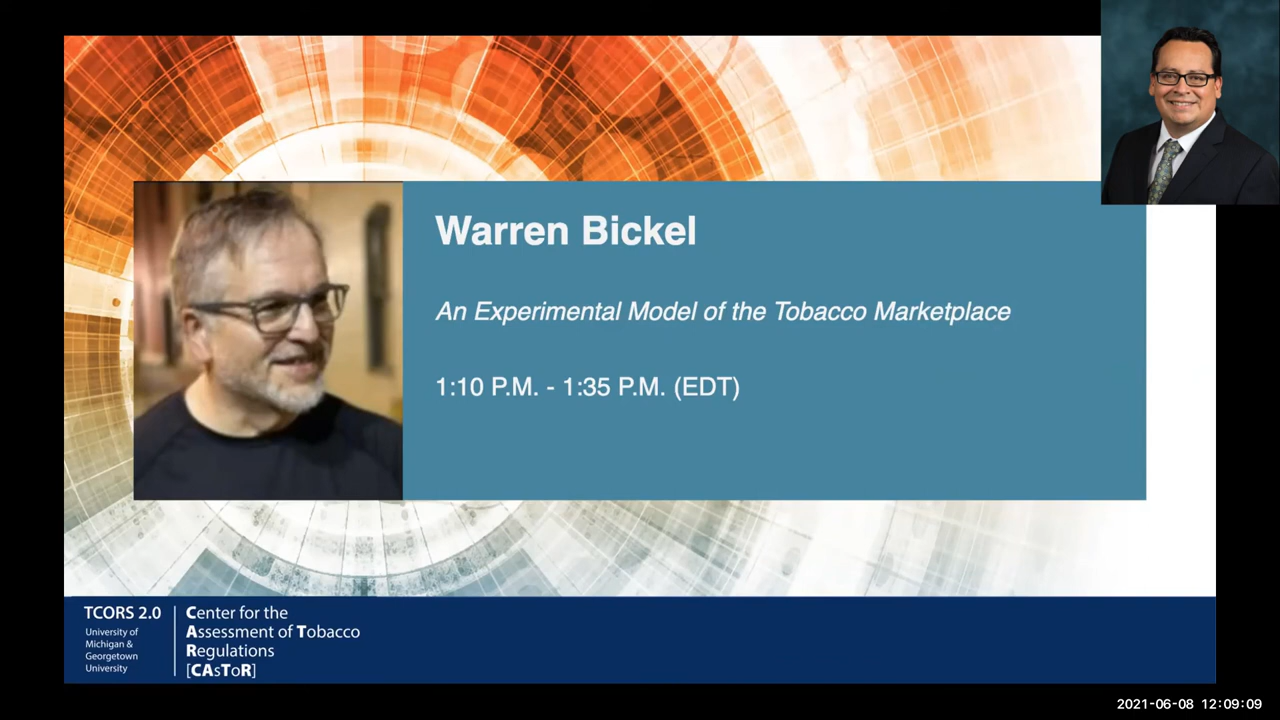 Warren Bickel
An Experimental Model of the Tobacco Marketplace
1:10 P.M. - 1:35 P.M. (EDT)
TCORS 2.0
University of
Michigan &
Georgetown
University
Center for the
Assessment of Tobacco
Regulations
[CAsToR]
2021-06-08 12:09:09